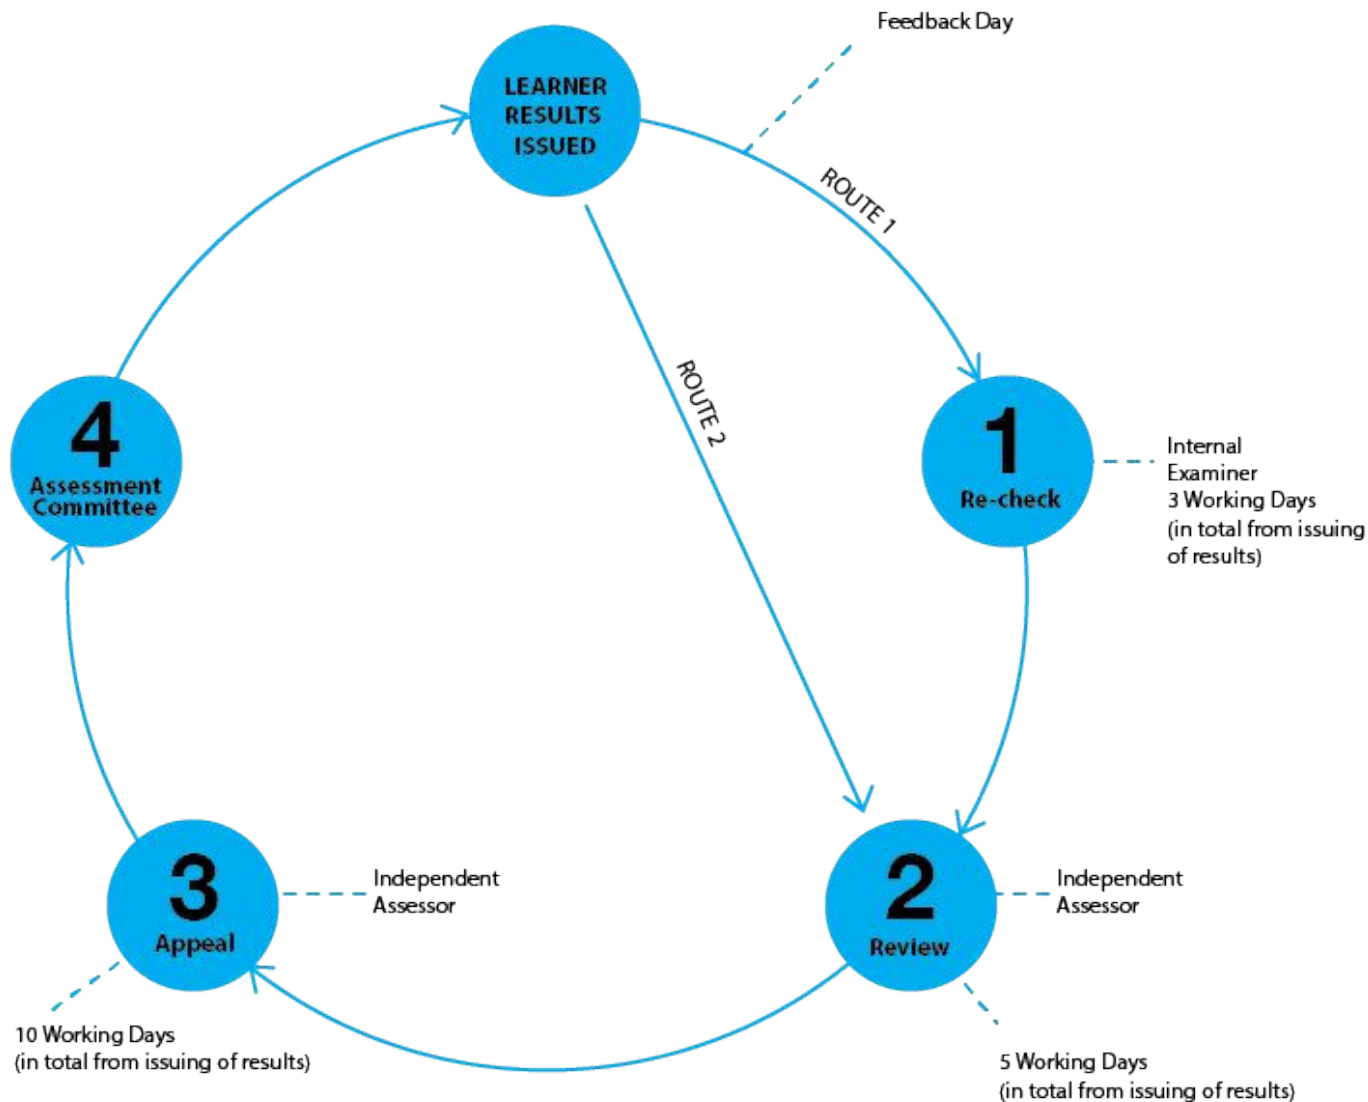 Feedback Day
LEARNER
RESULTS
ISSUED
ROUTE 1
ROUTE 2
1
Re-check
Internal
Examiner
3 Working Days
(in total from issuing
of results)
2
Review
Independent
Assessor
5 Working Days
(in total from issuing of results)
3
Appeal
Independent
Assessor
10 Working Days
(in total from issuing of results)
4
Assessment
Committee